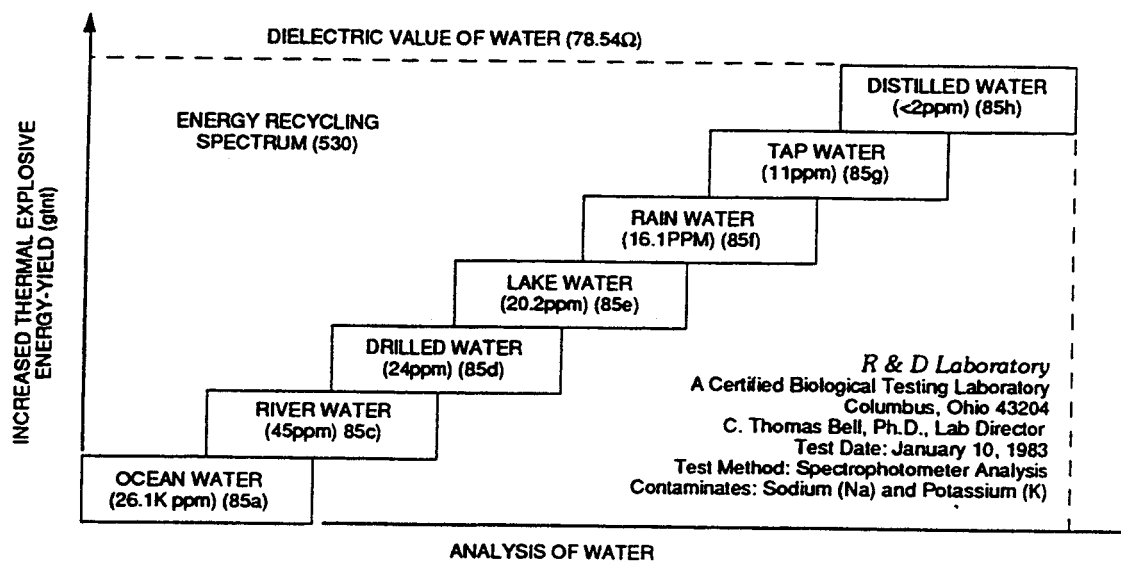 DIELECTRIC VALUE OF WATER (78.54Ω)
ENERGY RECYCLING
SPECTRUM (530)
DISTILLED WATER
(<2ppm) (85h)
TAP WATER
(11ppm) (85g)
RAIN WATER
(16.1PPM) (85f)
LAKE WATER
(20.2ppm) (85e)
DRILLED WATER
(24ppm) (85d)
RIVER WATER
(45ppm) 85c)
OCEAN WATER
(26.1K ppm) (85a)
INCREASED THERMAL EXPLOSIVE
ENERGY-YIELD (gtnt)
R & D Laboratory
A Certified Biological Testing Laboratory
Columbus, Ohio 43204
C. Thomas Bell, Ph.D., Lab Director
Test Date: January 10, 1983
Test Method: Spectrophotometer Analysis
Contaminates: Sodium (Na) and Potassium (K)
ANALYSIS OF WATER